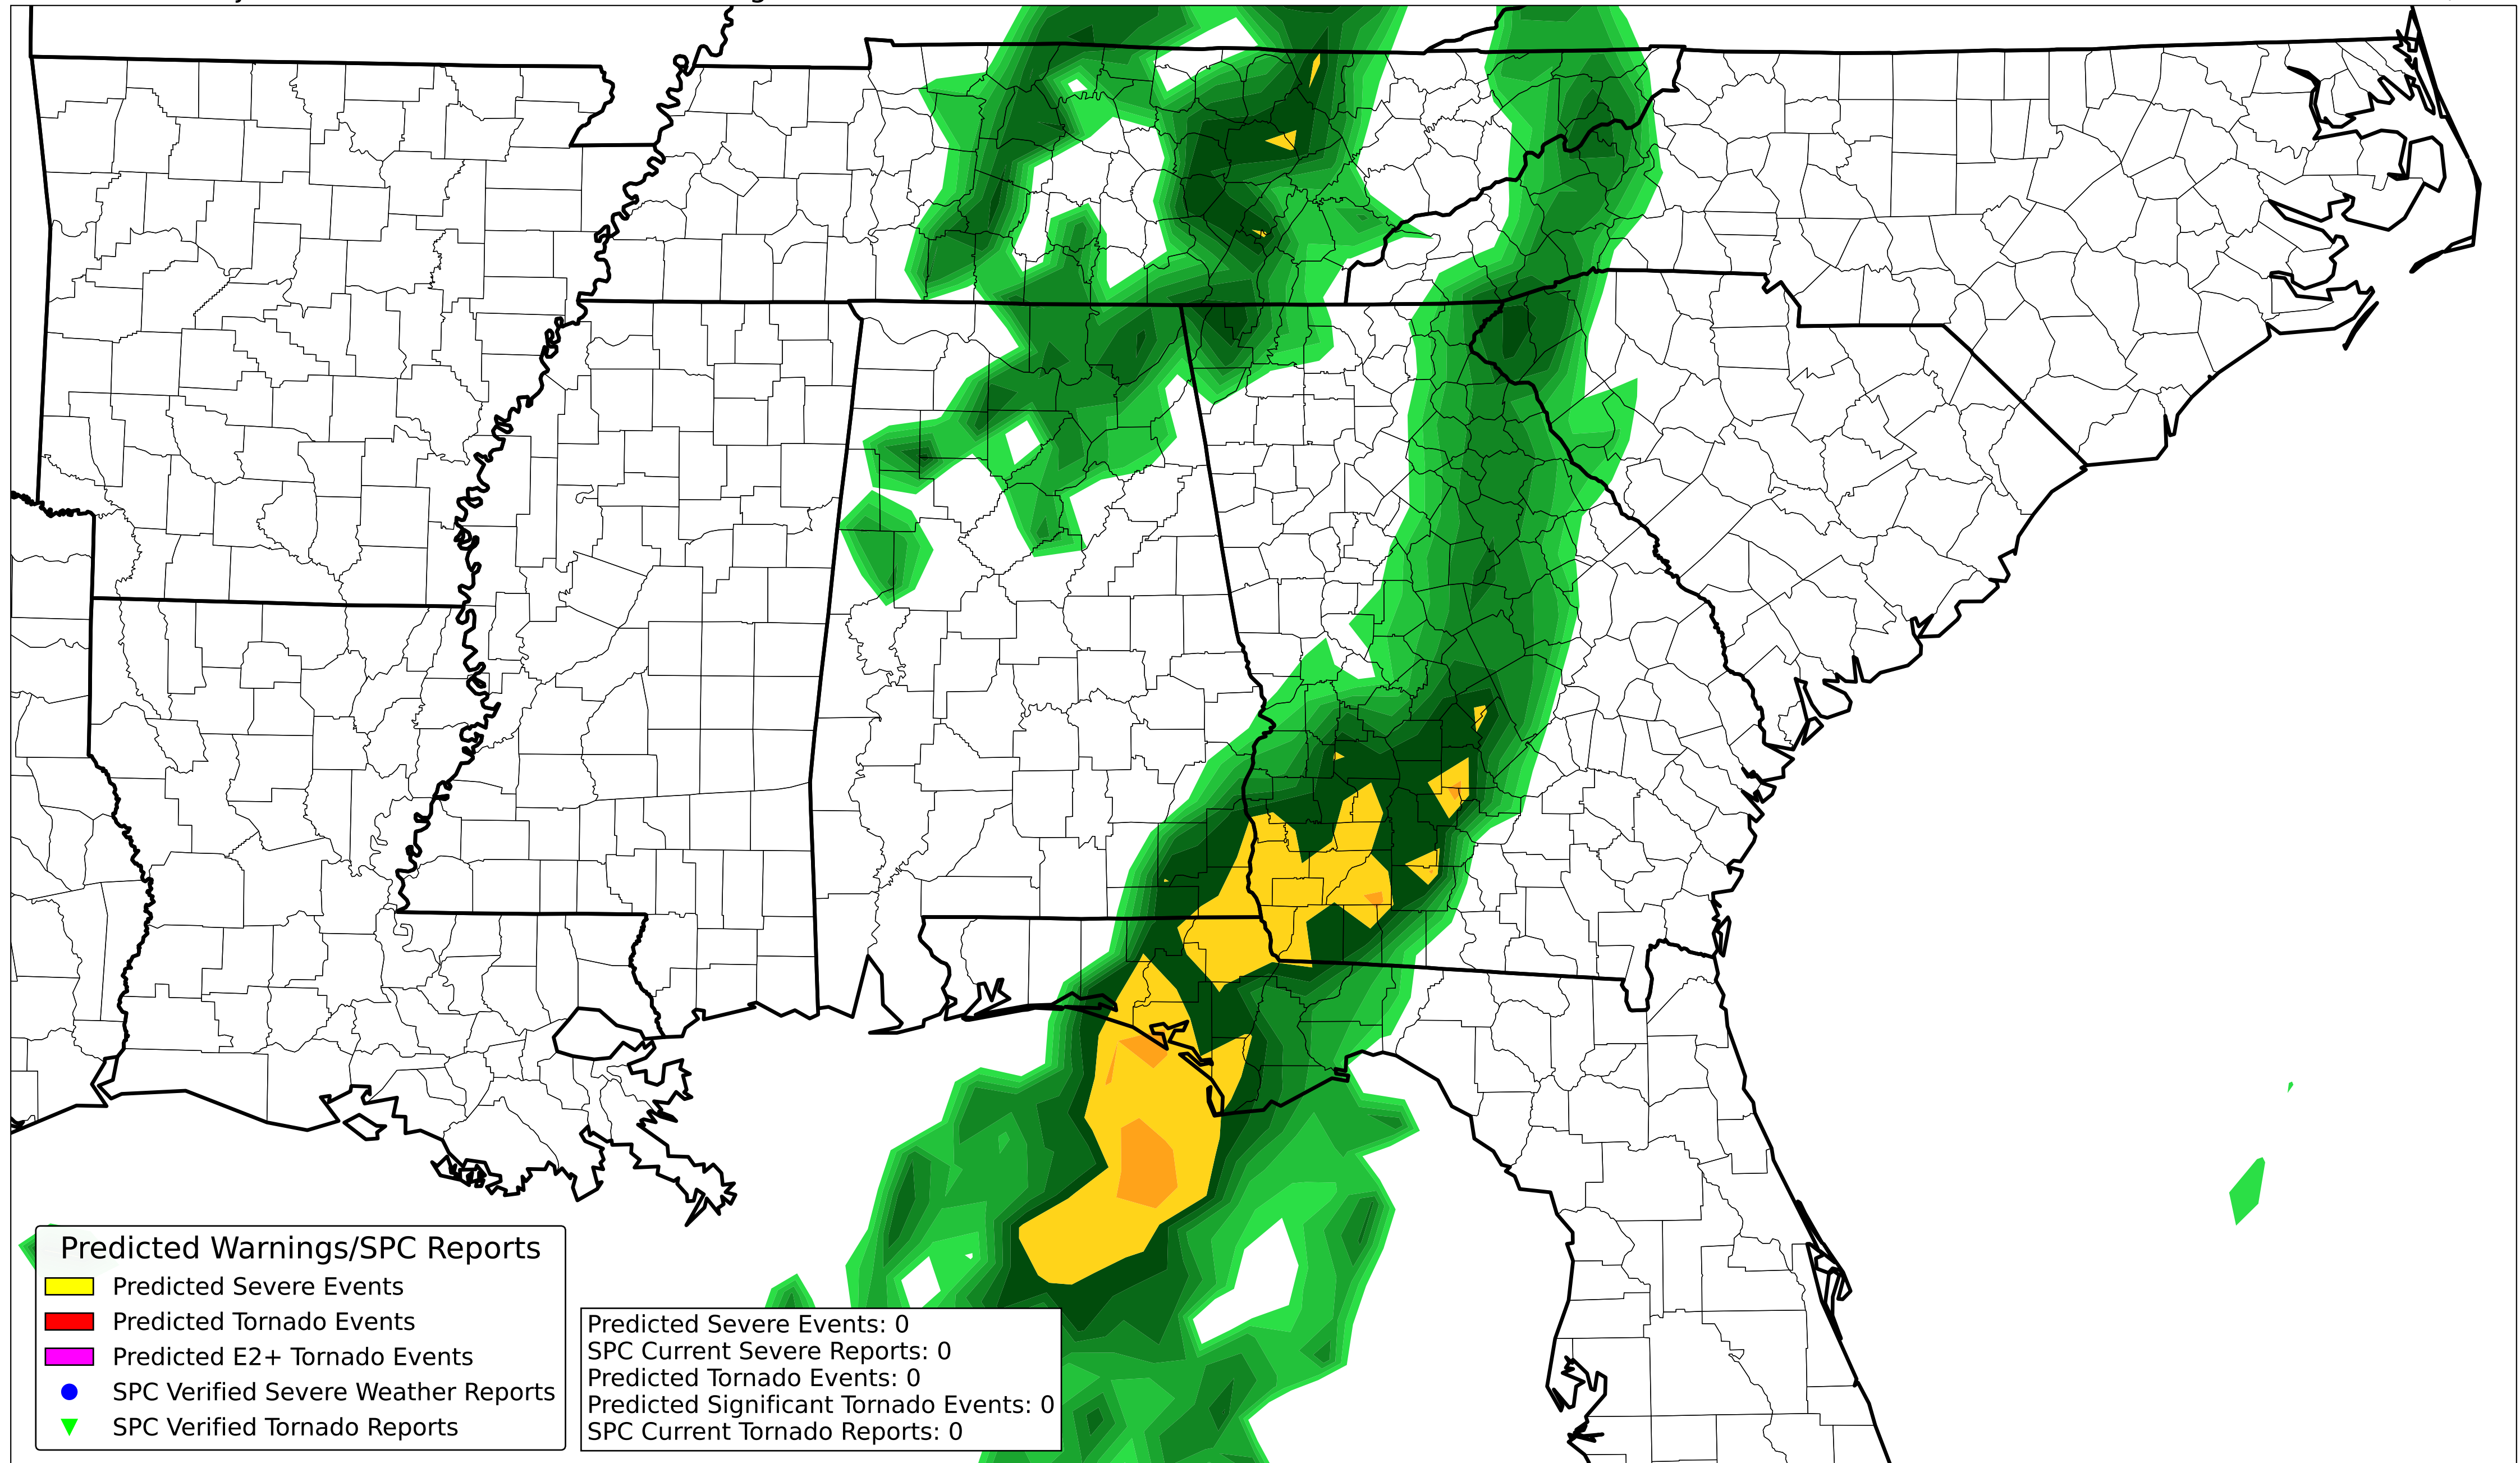 Predicted Warnings/SPC Reports
Predicted Severe Events
Predicted Tornado Events
Predicted E2+ Tornado Events
SPC Verified Severe Weather Reports
SPC Verified Tornado Reports
Predicted Severe Events: 0
SPC Current Severe Reports: 0
Predicted Tornado Events: 0
Predicted Significant Tornado Events: 0
SPC Current Tornado Reports: 0